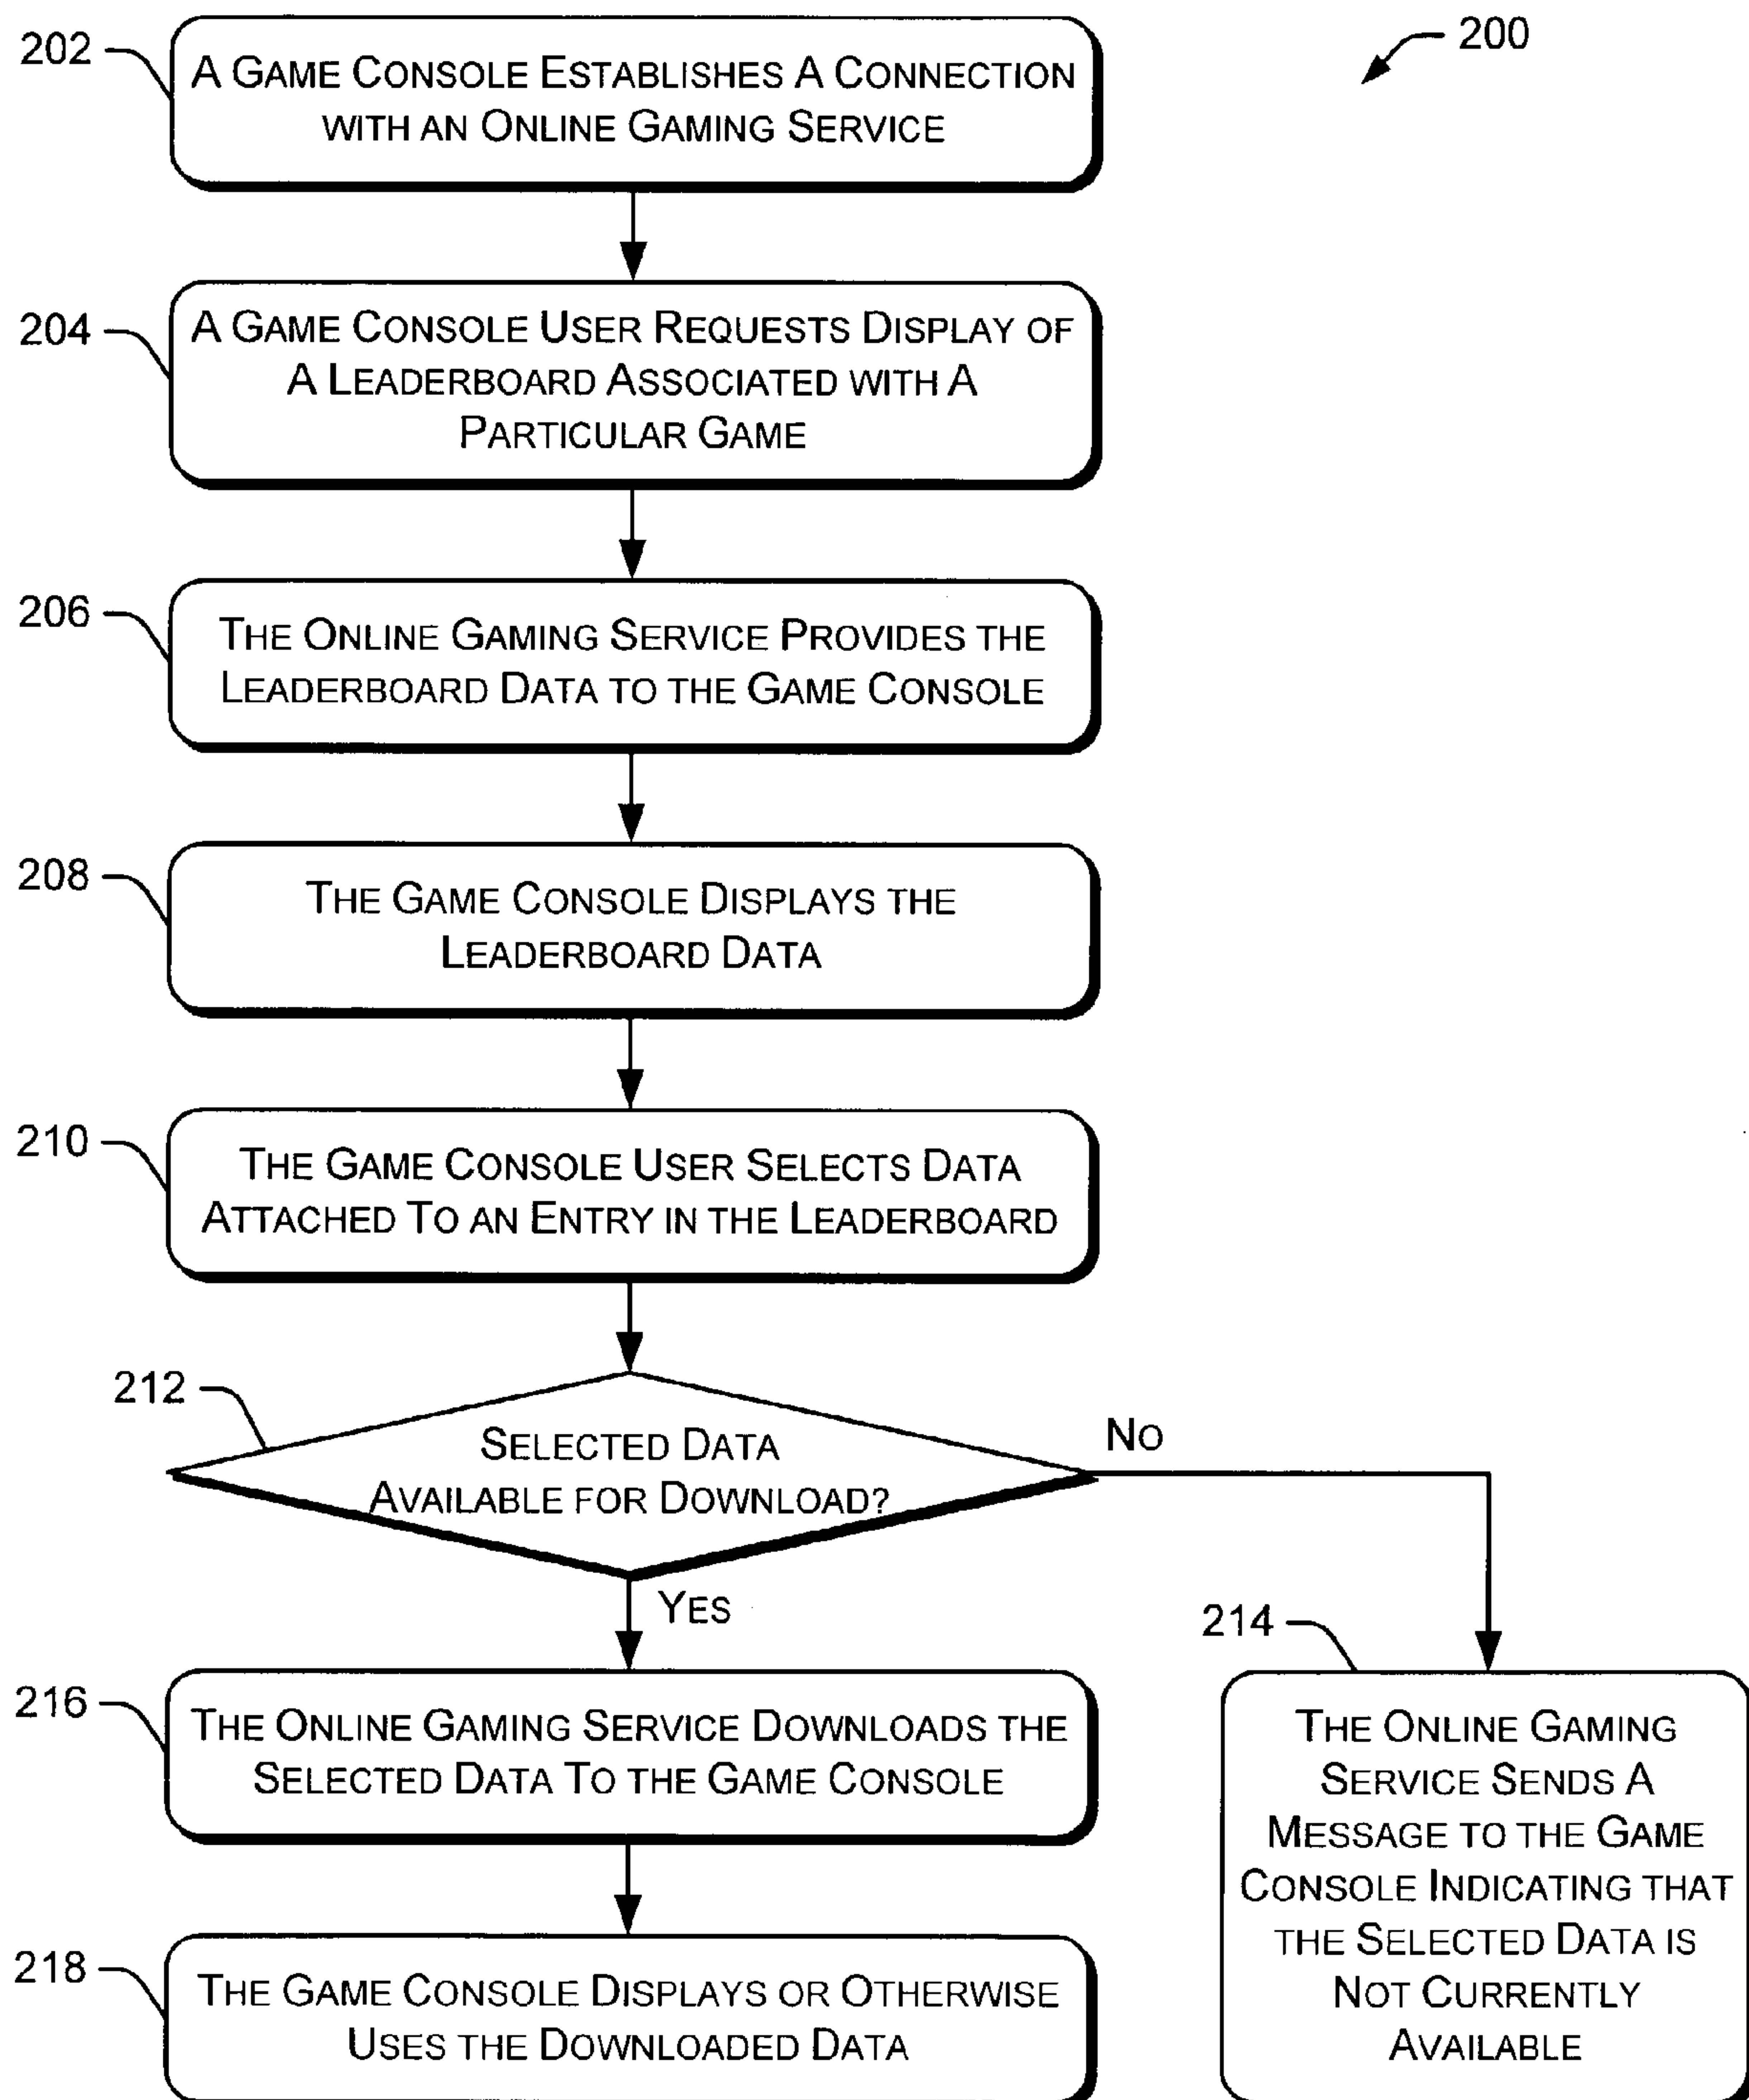 200
202
A GAME CONSOLE ESTABLISHES A CONNECTION
WITH AN ONLINE GAMING SERVICE
204
A GAME CONSOLE USER REQUESTS DISPLAY OF
A LEADERBOARD ASSOCIATED WITH A
PARTICULAR GAME
206
THE ONLINE GAMING SERVICE PROVIDES THE
LEADERBOARD DATA TO THE GAME CONSOLE
208
THE GAME CONSOLE DISPLAYS THE
LEADERBOARD DATA
210
THE GAME CONSOLE USER SELECTS DATA
ATTACHED TO AN ENTRY IN THE LEADERBOARD
212
SELECTED DATA
AVAILABLE FOR DOWNLOAD?
NO
YES
214
THE ONLINE GAMING
SERVICE SENDS A
MESSAGE TO THE GAME
CONSOLE INDICATING THAT
THE SELECTED DATA IS
NOT CURRENTLY
AVAILABLE
216
THE ONLINE GAMING SERVICE DOWNLOADS THE
SELECTED DATA TO THE GAME CONSOLE
218
THE GAME CONSOLE DISPLAYS OR OTHERWISE
USES THE DOWNLOADED DATA